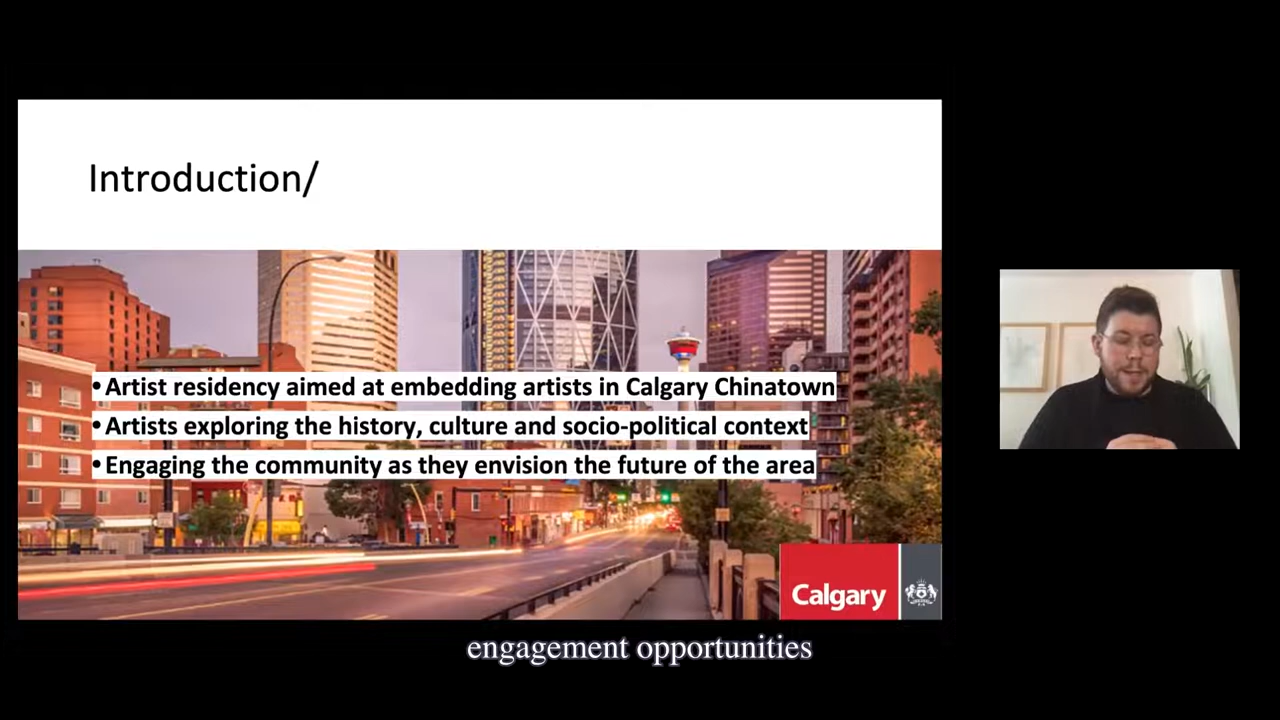 Introduction/
•Artist residency aimed at embedding artists in Calgary Chinatown
•Artists exploring the history, culture and socio-political context
•Engaging the community as they envision the future of the area
Calgary
engagement opportunities